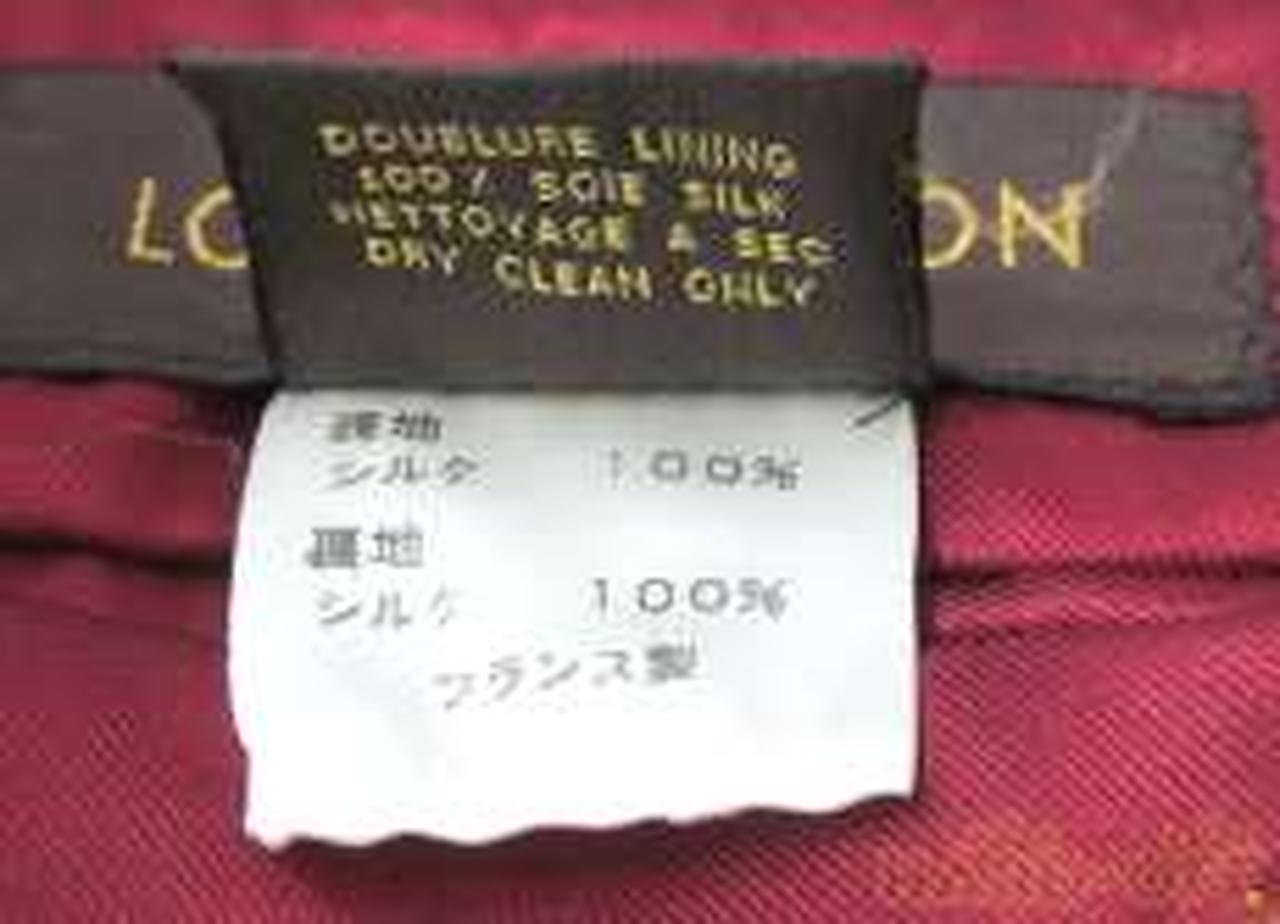 LO ON
DOUBLURE LINING
100% SOIE SILK
NETTOYAGE A SEC
DRY CLEAN ONLY
表地
シルク 100%
裏地
シルク 100%
フランス製